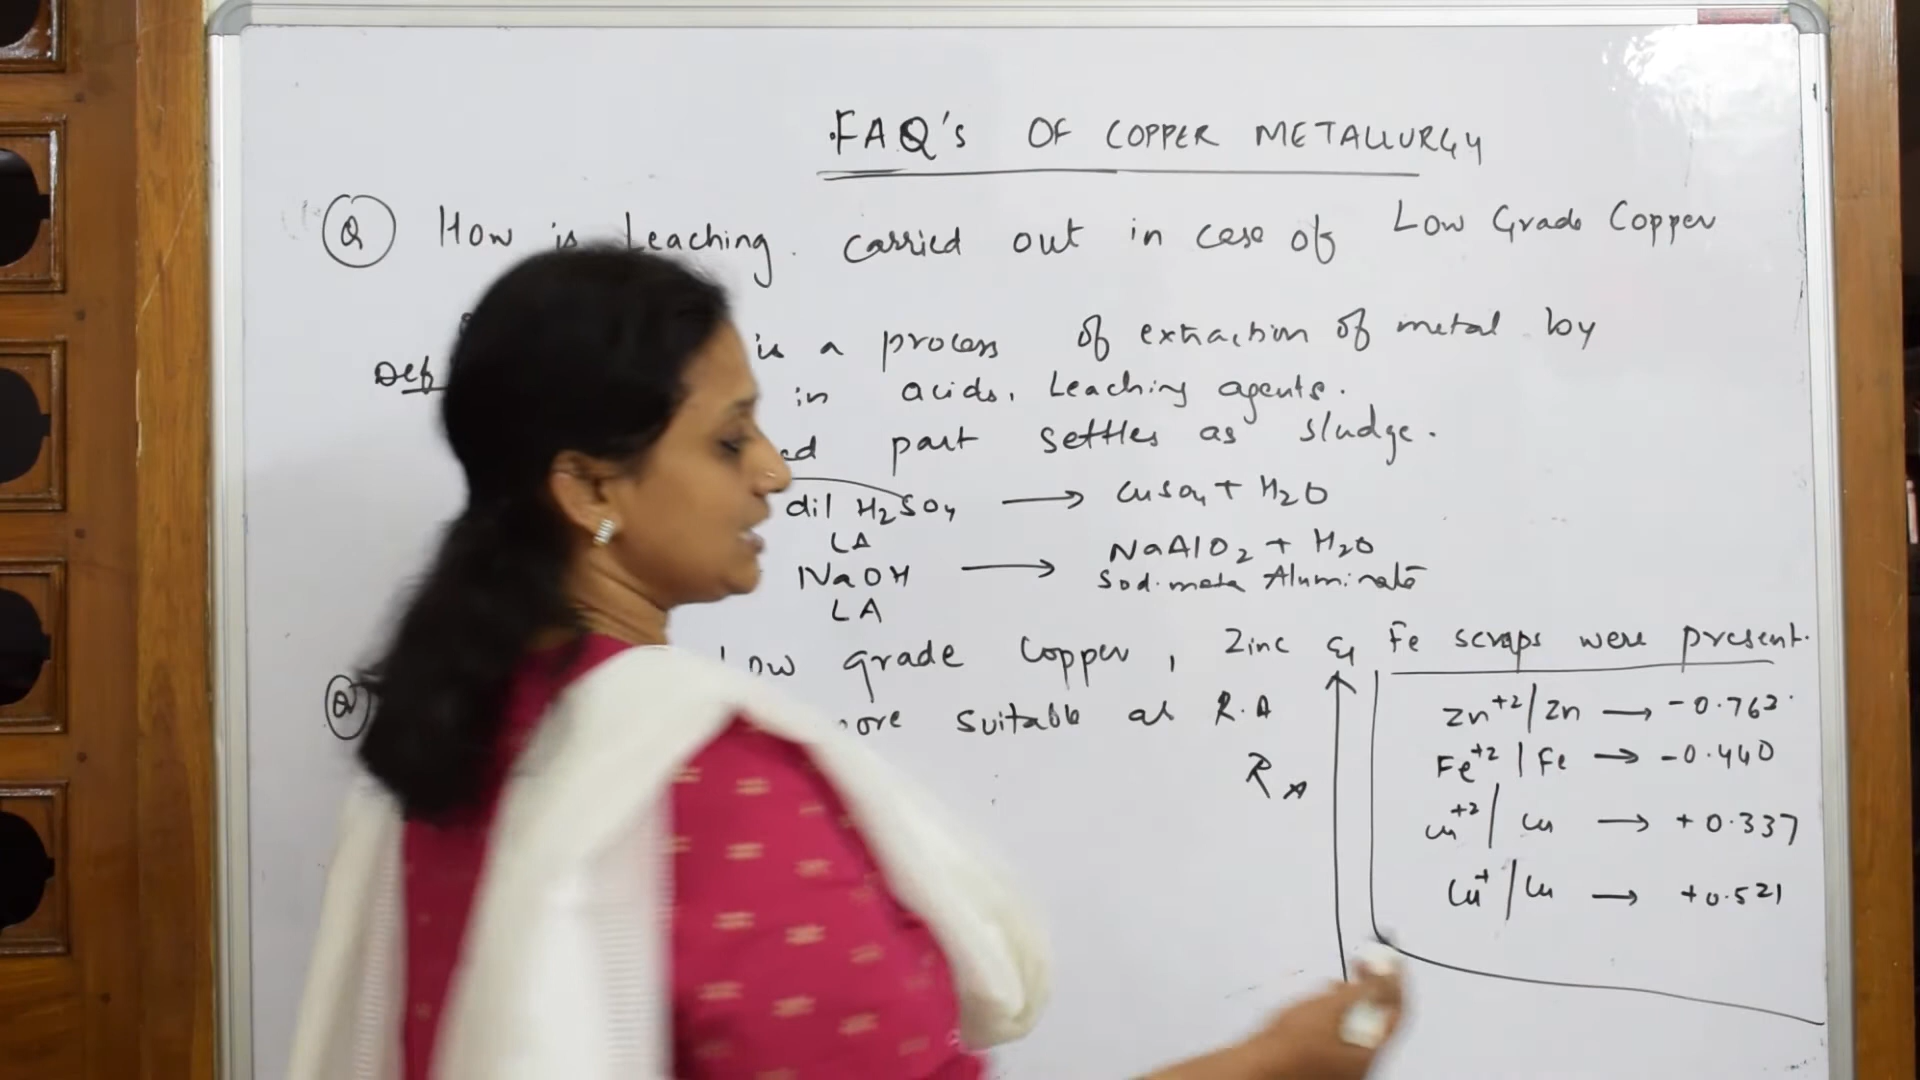 FAQ's OF COPPER METALLURGY
Q How is Leaching carried out in case of Low Grade Copper
Def is a process of extraction of metal by
in acids, Leaching agents.
part settles as sludge.
dil H₂SO₄ → CuSO₄ + H₂O
LA
NaOH → NaAlO₂ + H₂O
LA Sod. meta Aluminate
Q low grade copper, Zinc & Fe scraps were present.
suitable as R.A
RA
Zn⁺²/Zn → -0.762
Fe⁺² | Fe → -0.440
Cu⁺²/Cu → +0.337
Cu⁺/Cu → +0.521